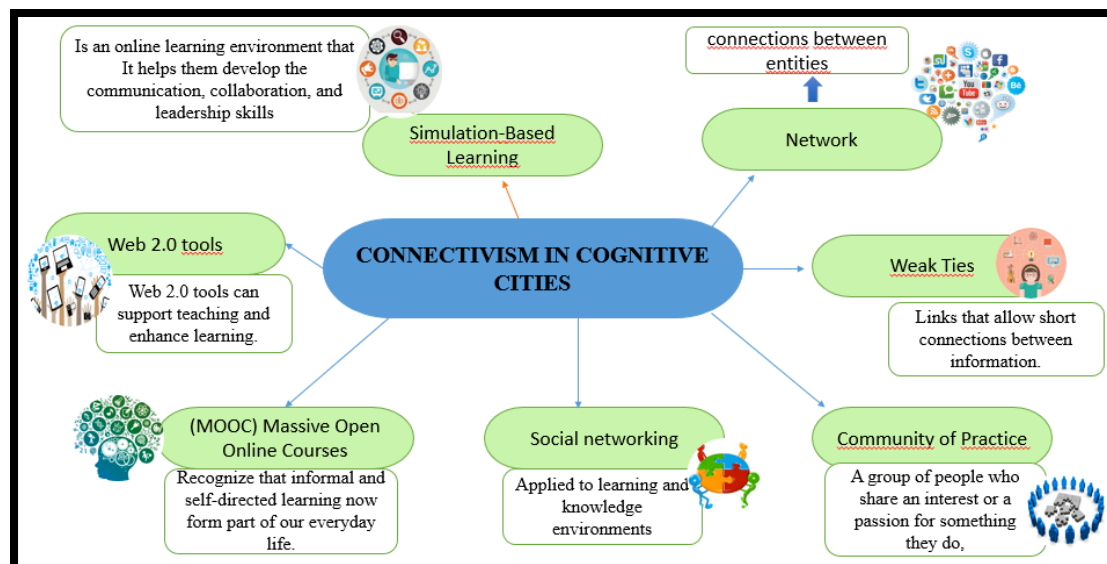 Is an online learning environment that
It helps them develop the
communication, collaboration, and
leadership skills
Simulation-Based
Learning
connections between
entities
Network
You
Tube
Bē
CONNECTIVISM IN COGNITIVE
CITIES
Web 2.0 tools
Web 2.0 tools can
support teaching and
enhance learning.
Weak Ties
Links that allow short
connections between
information.
(MOOC) Massive Open
Online Courses
Recognize that informal and
self-directed learning now
form part of our everyday
life.
Social networking
Applied to learning and
knowledge
environments
Community of Practice
A group of people who
share an interest or a
passion for something
they do,